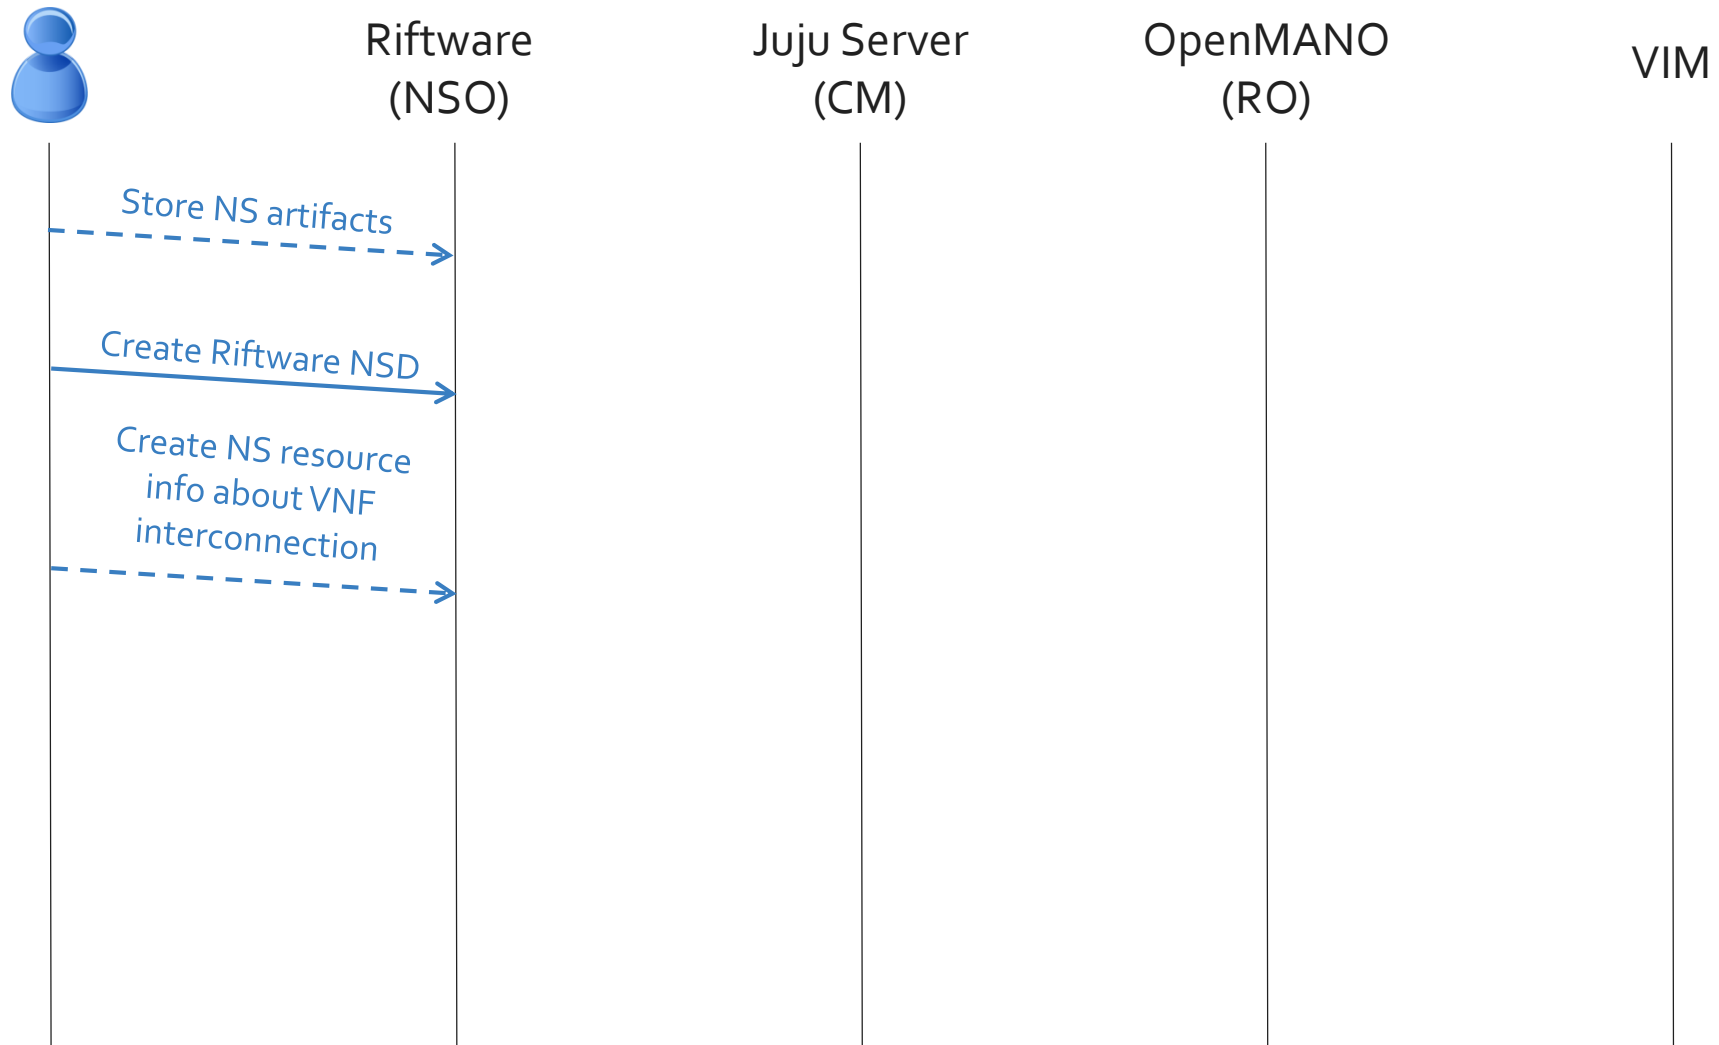 Riftware
(NSO)
Juju Server
(CM)
OpenMANO
(RO)
VIM
Store NS artifacts
Create Riftware NSD
Create NS resource
info about VNF
interconnection